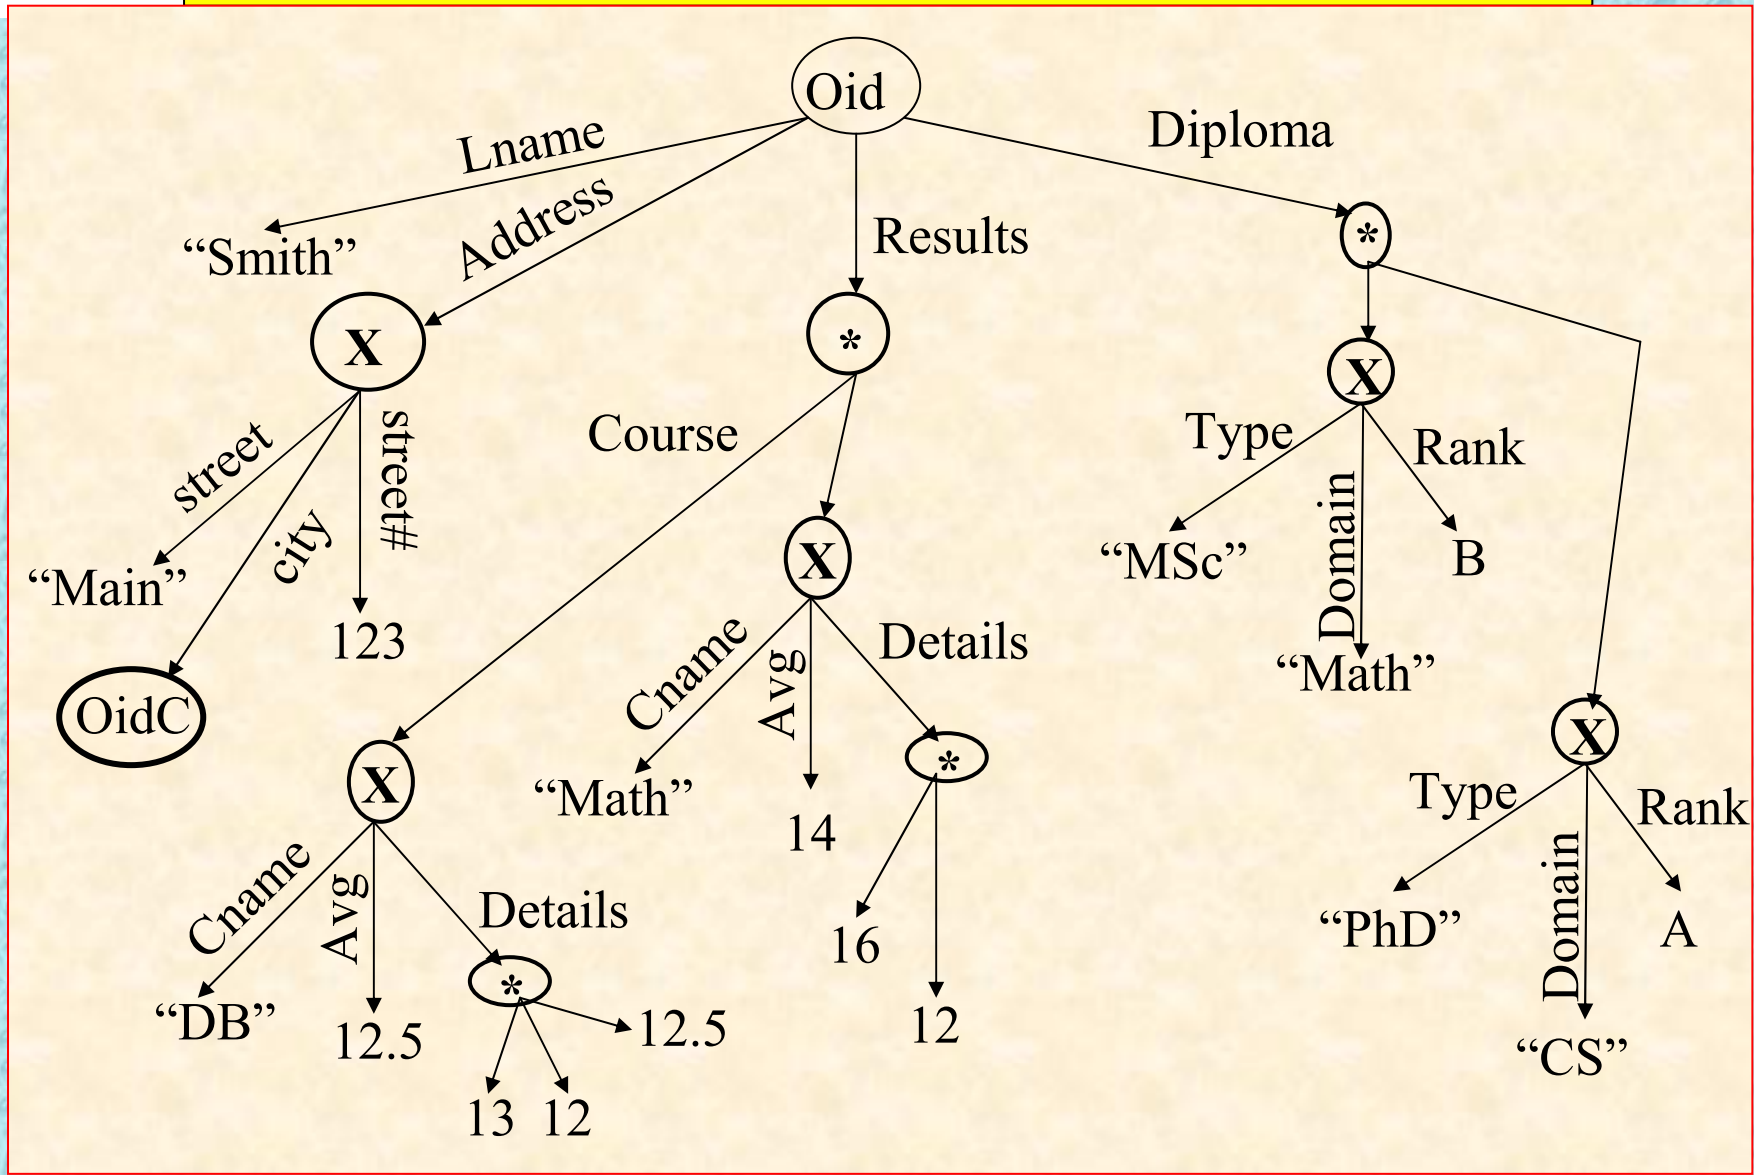 Oid
Diploma
Lname
Address
Results
*
“Smith”
X
*
X
Course
street
city
street#
Type
Domain
Rank
“Main”
123
X
“MSc”
B
OidC
Cname
Avg
Details
“Math”
X
X
“Math”
*
14
Type
Domain
Rank
Cname
Avg
Details
16
“PhD”
A
*
“DB”
12.5
12.5
12
“CS”
13
12